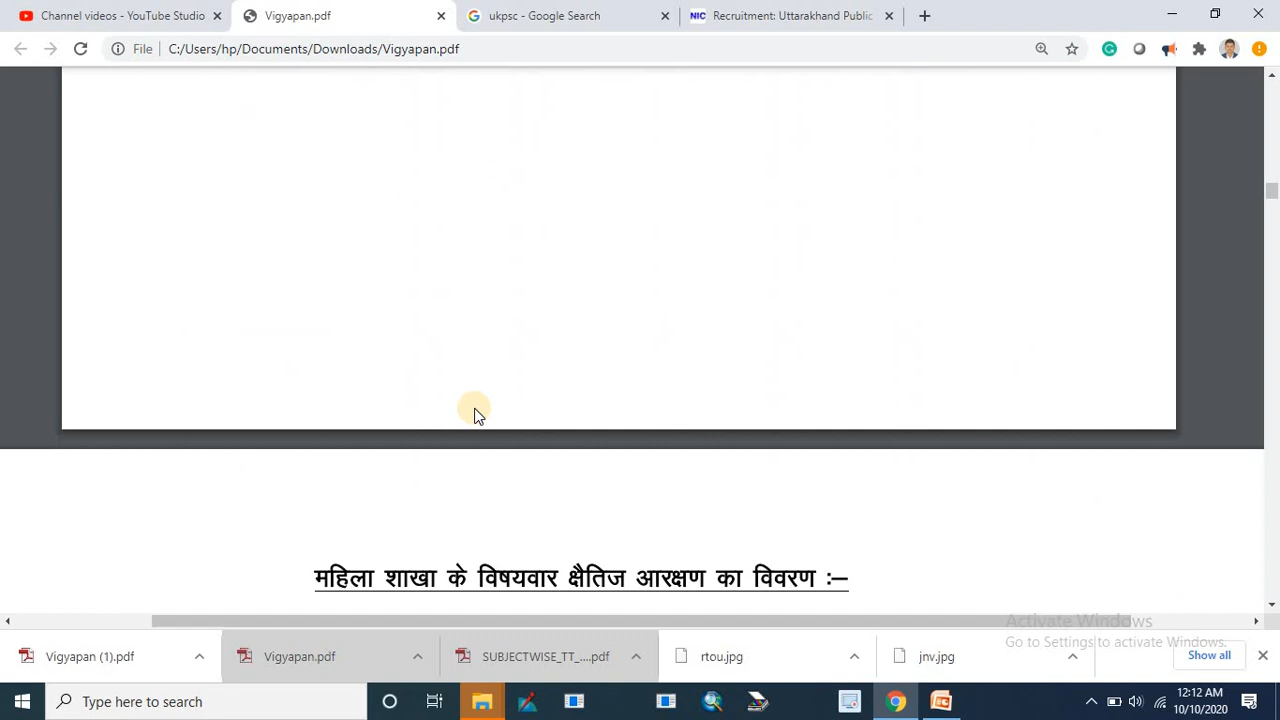 Channel videos - YouTube Studio
Vigyapan.pdf
ukpsc - Google Search
NIC Recruitment: Uttarakhand Public
File C:/Users/hp/Documents/Downloads/Vigyapan.pdf
महिला शाखा के विषयवार क्षैतिज आरक्षण का विवरण :–
Activate Windows
Go to Settings to activate Windows.
Vigyapan (1).pdf
Vigyapan.pdf
SUBJECTWISE_TT_....pdf
rtou.jpg
jnv.jpg
Show all
Type here to search
12:12 AM
10/10/2020